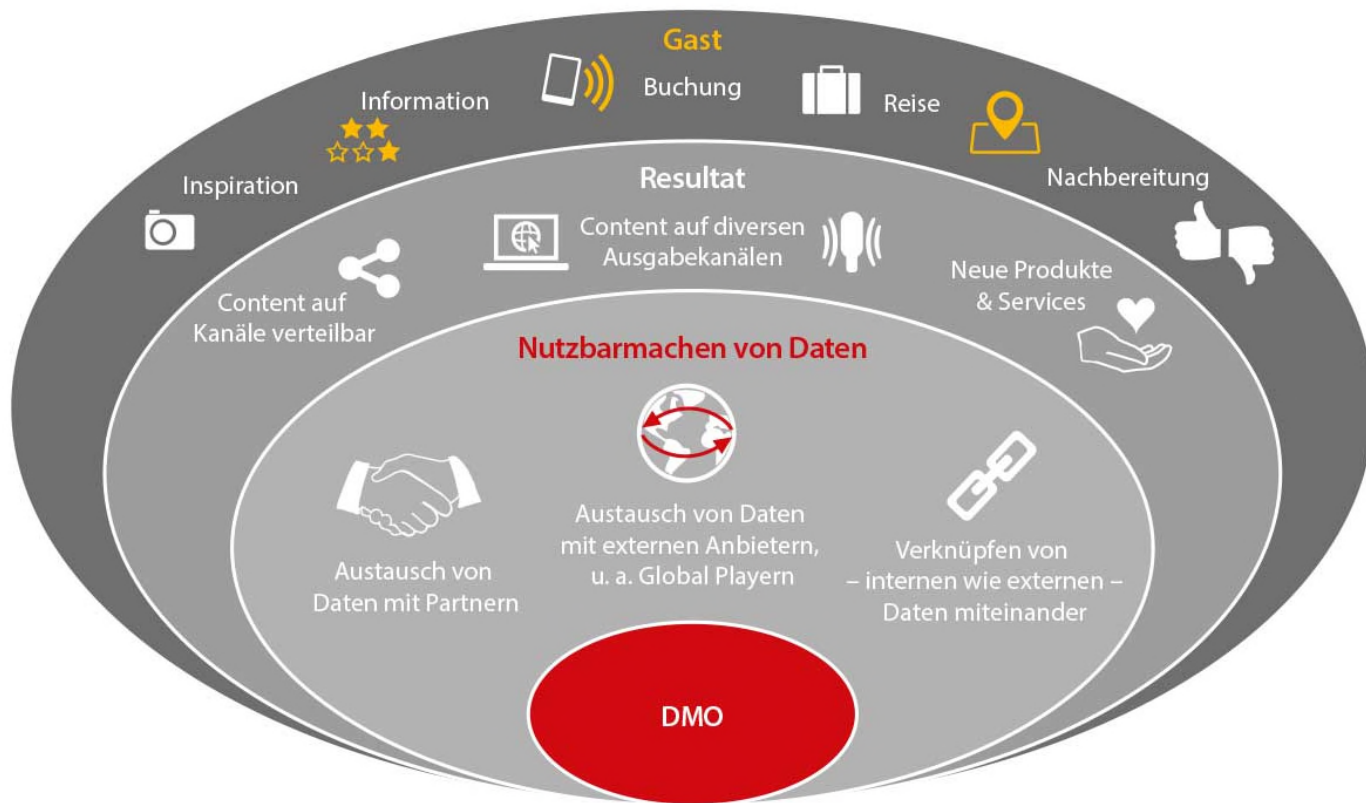 Gast
Inspiration
Information
Buchung
Reise
Nachbereitung
Resultat
Content auf
Kanäle verteilbar
Content auf diversen
Ausgabekanälen
Neue Produkte
& Services
Nutzbarmachen von Daten
Austausch von
Daten mit Partnern
Austausch von Daten
mit externen Anbietern,
u. a. Global Playern
Verknüpfen von
– internen wie externen –
Daten miteinander
DMO